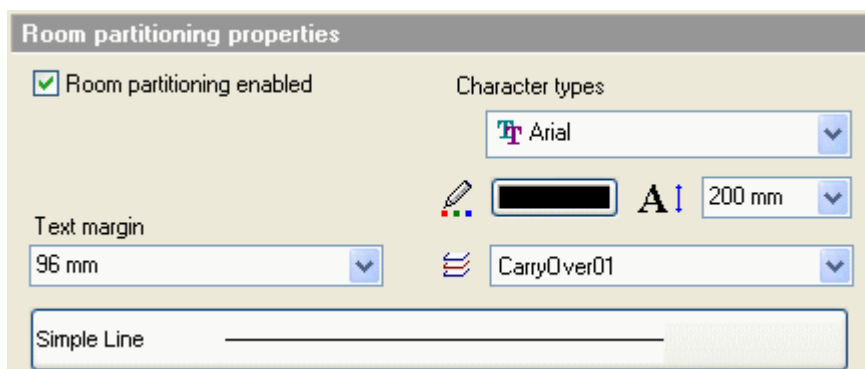 Room partitioning properties
Room partitioning enabled
Character types
Arial
200 mm
Text margin
96 mm
CarryOver01
Simple Line